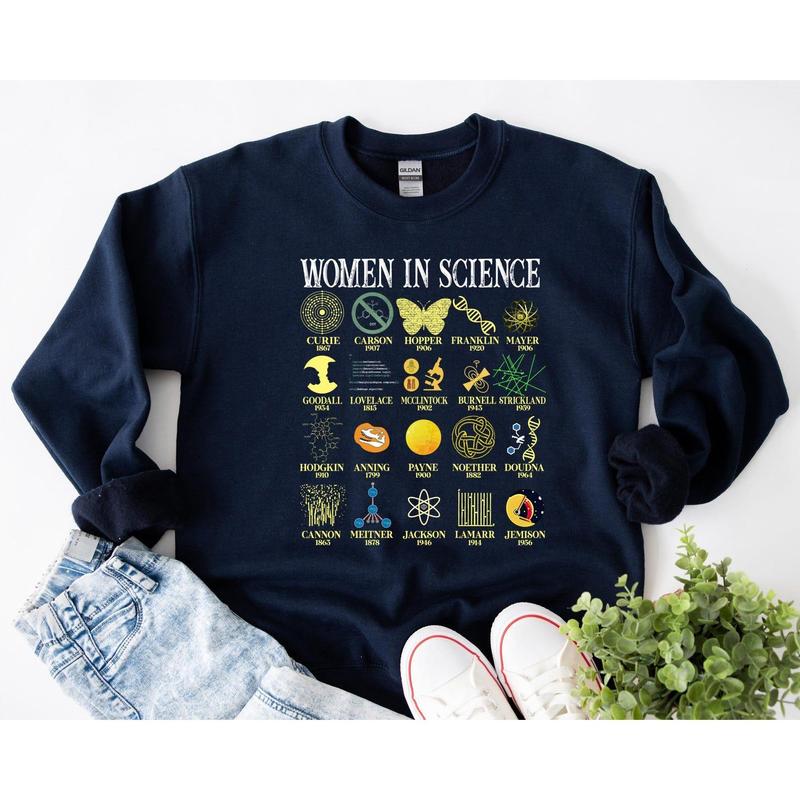 GILDAN
WOMEN IN SCIENCE
CURIE CARSON HOPPER FRANKLIN MAYER
1867 1907 1906 1920 1906
GOODALL LOVELACE MCCLINTOCK BURNELL STRICKLAND
1934 1815 1902 1943 1959
HODGKIN ANNING PAYNE NOETHER DOUDNA
1910 1799 1900 1882 1964
CANNON MEITNER JACKSON LAMARR JEMISON
1863 1878 1946 1914 1956